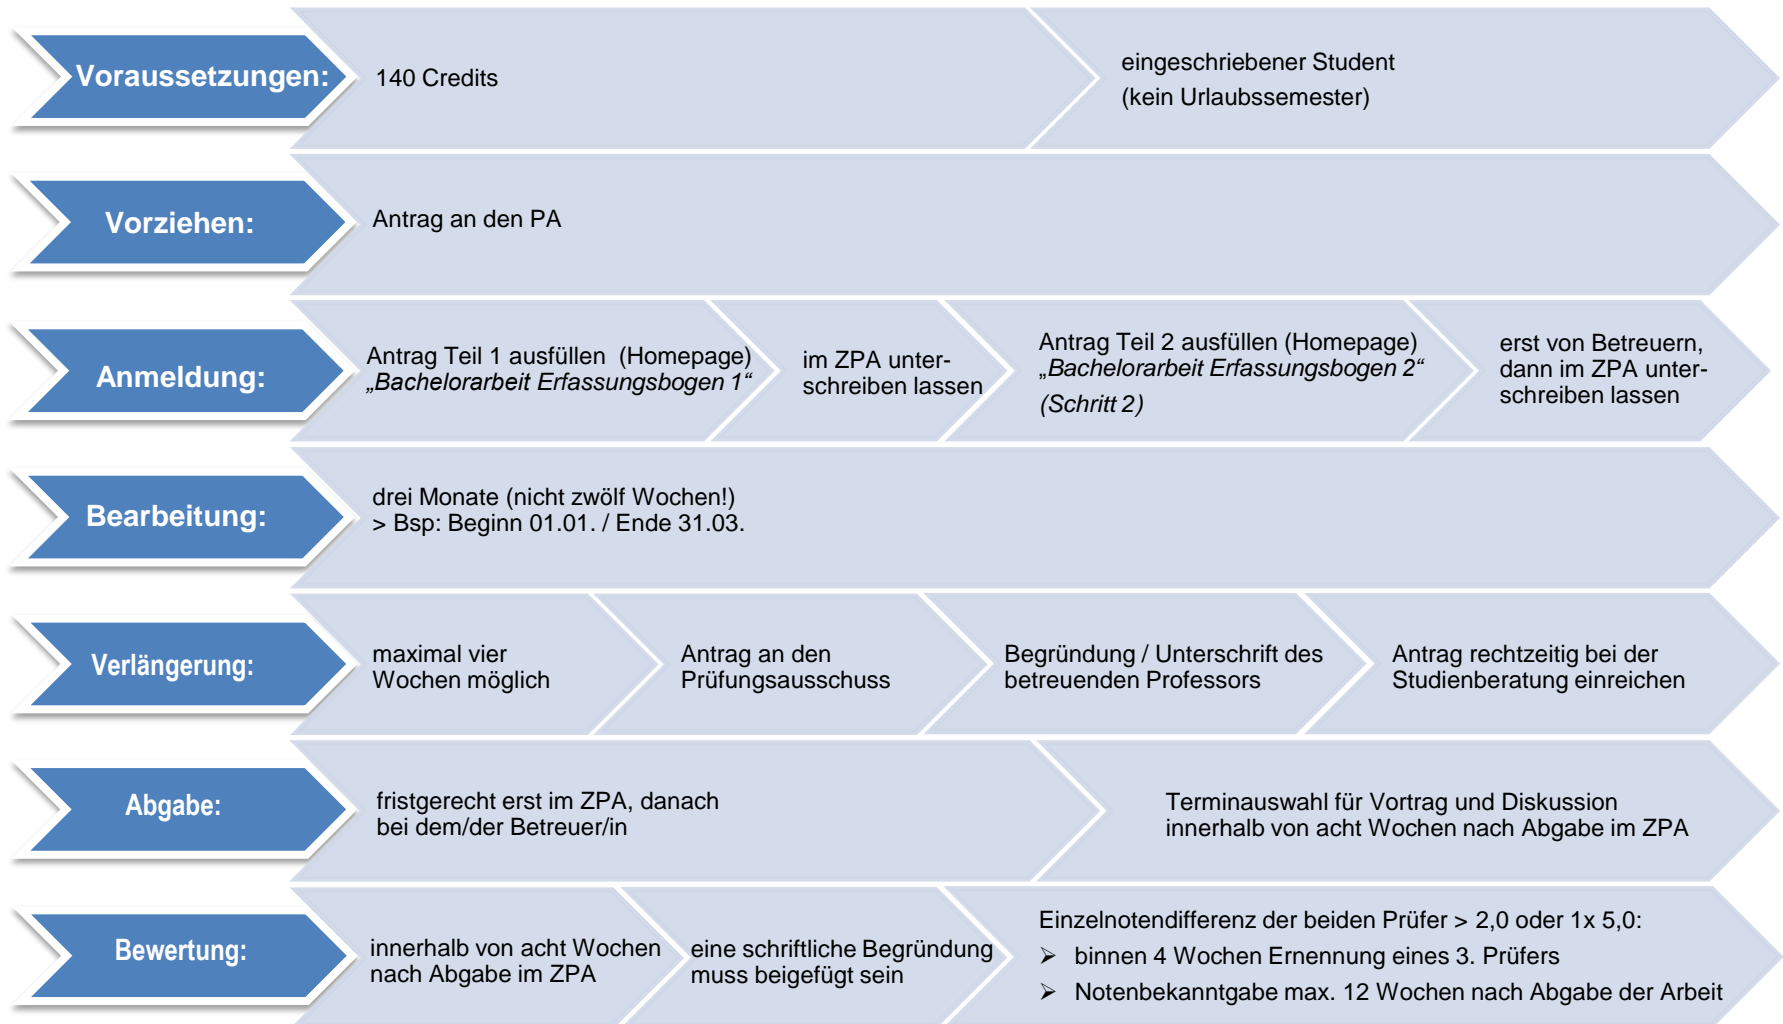 Voraussetzungen:
140 Credits
eingeschriebener Student
(kein Urlaubssemester)
Vorziehen:
Antrag an den PA
Anmeldung:
Antrag Teil 1 ausfüllen (Homepage)
„Bachelorarbeit Erfassungsbogen 1“
im ZPA unter-
schreiben lassen
Antrag Teil 2 ausfüllen (Homepage)
„Bachelorarbeit Erfassungsbogen 2“
(Schritt 2)
erst von Betreuern,
dann im ZPA unter-
schreiben lassen
Bearbeitung:
drei Monate (nicht zwölf Wochen!)
> Bsp: Beginn 01.01. / Ende 31.03.
Verlängerung:
maximal vier
Wochen möglich
Antrag an den
Prüfungsausschuss
Begründung / Unterschrift des
betreuenden Professors
Antrag rechtzeitig bei der
Studienberatung einreichen
Abgabe:
fristgerecht erst im ZPA, danach
bei dem/der Betreuer/in
Terminauswahl für Vortrag und Diskussion
innerhalb von acht Wochen nach Abgabe im ZPA
Bewertung:
innerhalb von acht Wochen
nach Abgabe im ZPA
eine schriftliche Begründung
muss beigefügt sein
Einzelnotendifferenz der beiden Prüfer > 2,0 oder 1x 5,0:
➢ binnen 4 Wochen Ernennung eines 3. Prüfers
➢ Notenbekanntgabe max. 12 Wochen nach Abgabe der Arbeit